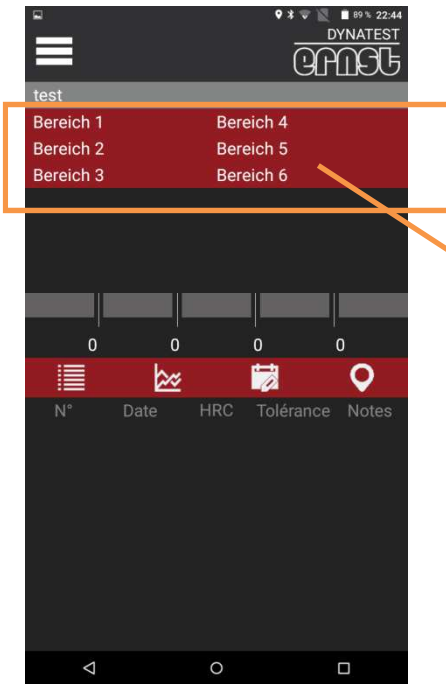 89 % 22:44
DYNATEST
ernst
test
Bereich 1 Bereich 4
Bereich 2 Bereich 5
Bereich 3 Bereich 6
0 0 0 0
N° Date HRC Tolérance Notes